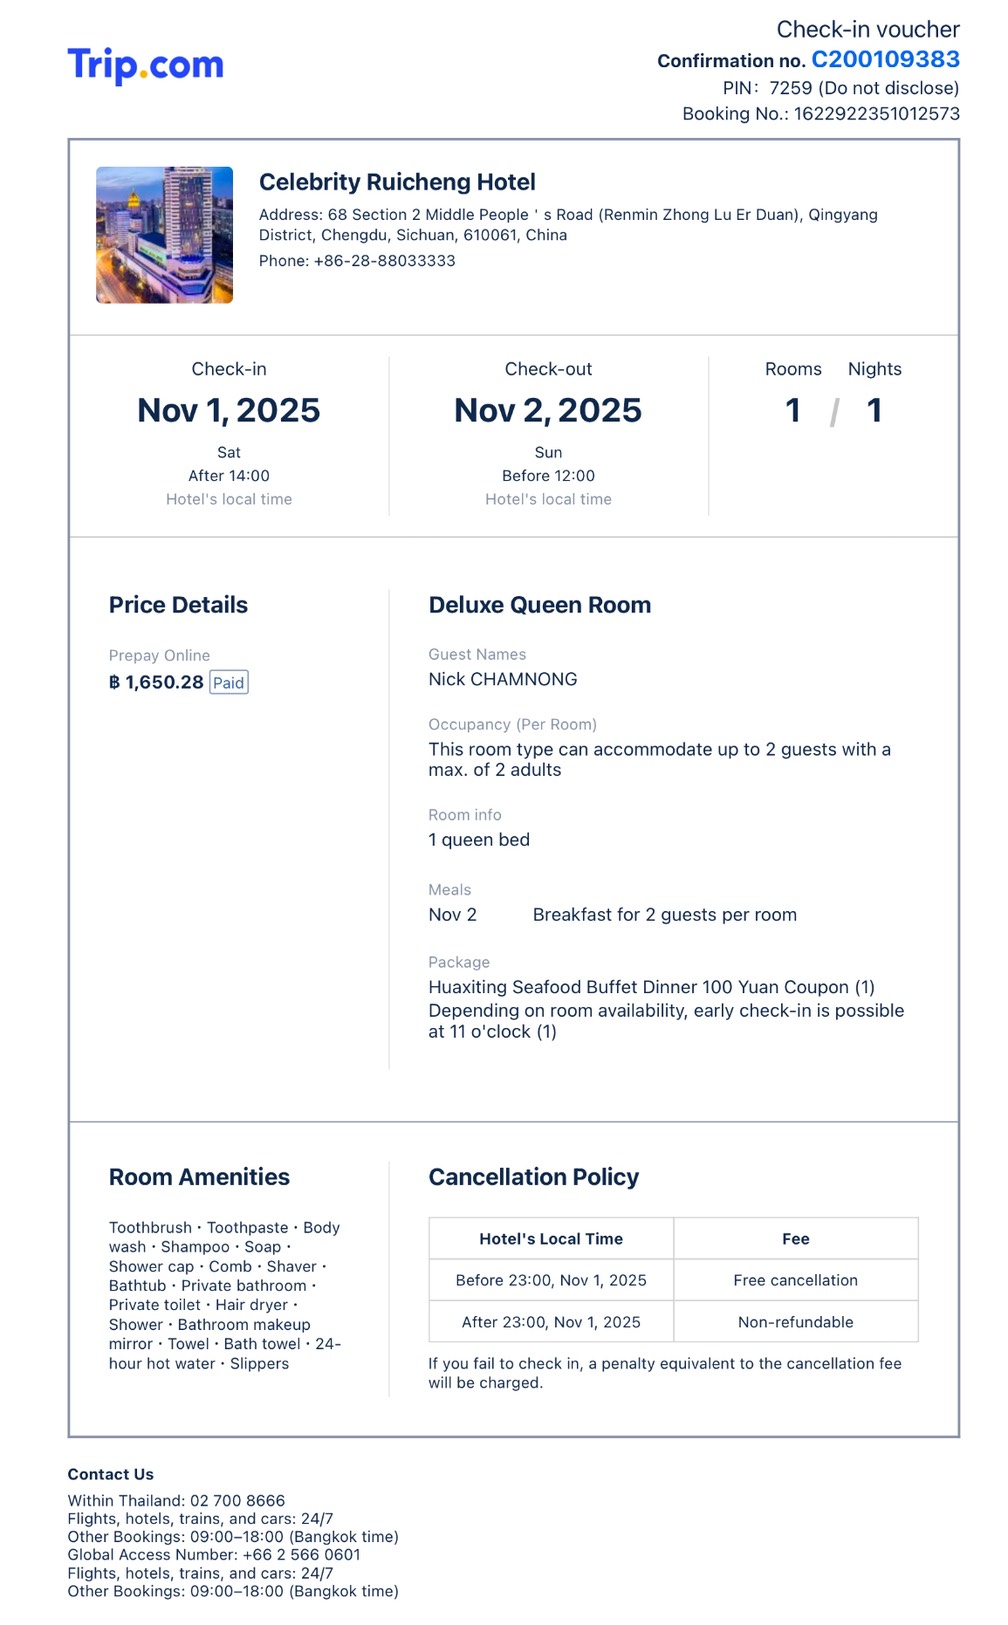 Trip.com
Check-in voucher
Confirmation no. C200109383
PIN: 7259 (Do not disclose)
Booking No.: 1622922351012573
Celebrity Ruicheng Hotel
Address: 68 Section 2 Middle People ' s Road (Renmin Zhong Lu Er Duan), Qingyang
District, Chengdu, Sichuan, 610061, China
Phone: +86-28-88033333
Check-in
Nov 1, 2025
Sat
After 14:00
Hotel's local time
Check-out
Nov 2, 2025
Sun
Before 12:00
Hotel's local time
Rooms Nights
1 / 1
Price Details
Prepay Online
฿ 1,650.28 Paid
Deluxe Queen Room
Guest Names
Nick CHAMNONG
Occupancy (Per Room)
This room type can accommodate up to 2 guests with a
max. of 2 adults
Room info
1 queen bed
Meals
Nov 2 Breakfast for 2 guests per room
Package
Huaxiting Seafood Buffet Dinner 100 Yuan Coupon (1)
Depending on room availability, early check-in is possible
at 11 o'clock (1)
Room Amenities
Toothbrush · Toothpaste · Body
wash · Shampoo · Soap ·
Shower cap · Comb · Shaver ·
Bathtub · Private bathroom ·
Private toilet · Hair dryer ·
Shower · Bathroom makeup
mirror · Towel · Bath towel · 24-
hour hot water · Slippers
Cancellation Policy
Hotel's Local Time Fee
Before 23:00, Nov 1, 2025 Free cancellation
After 23:00, Nov 1, 2025 Non-refundable
If you fail to check in, a penalty equivalent to the cancellation fee
will be charged.
Contact Us
Within Thailand: 02 700 8666
Flights, hotels, trains, and cars: 24/7
Other Bookings: 09:00–18:00 (Bangkok time)
Global Access Number: +66 2 566 0601
Flights, hotels, trains, and cars: 24/7
Other Bookings: 09:00–18:00 (Bangkok time)